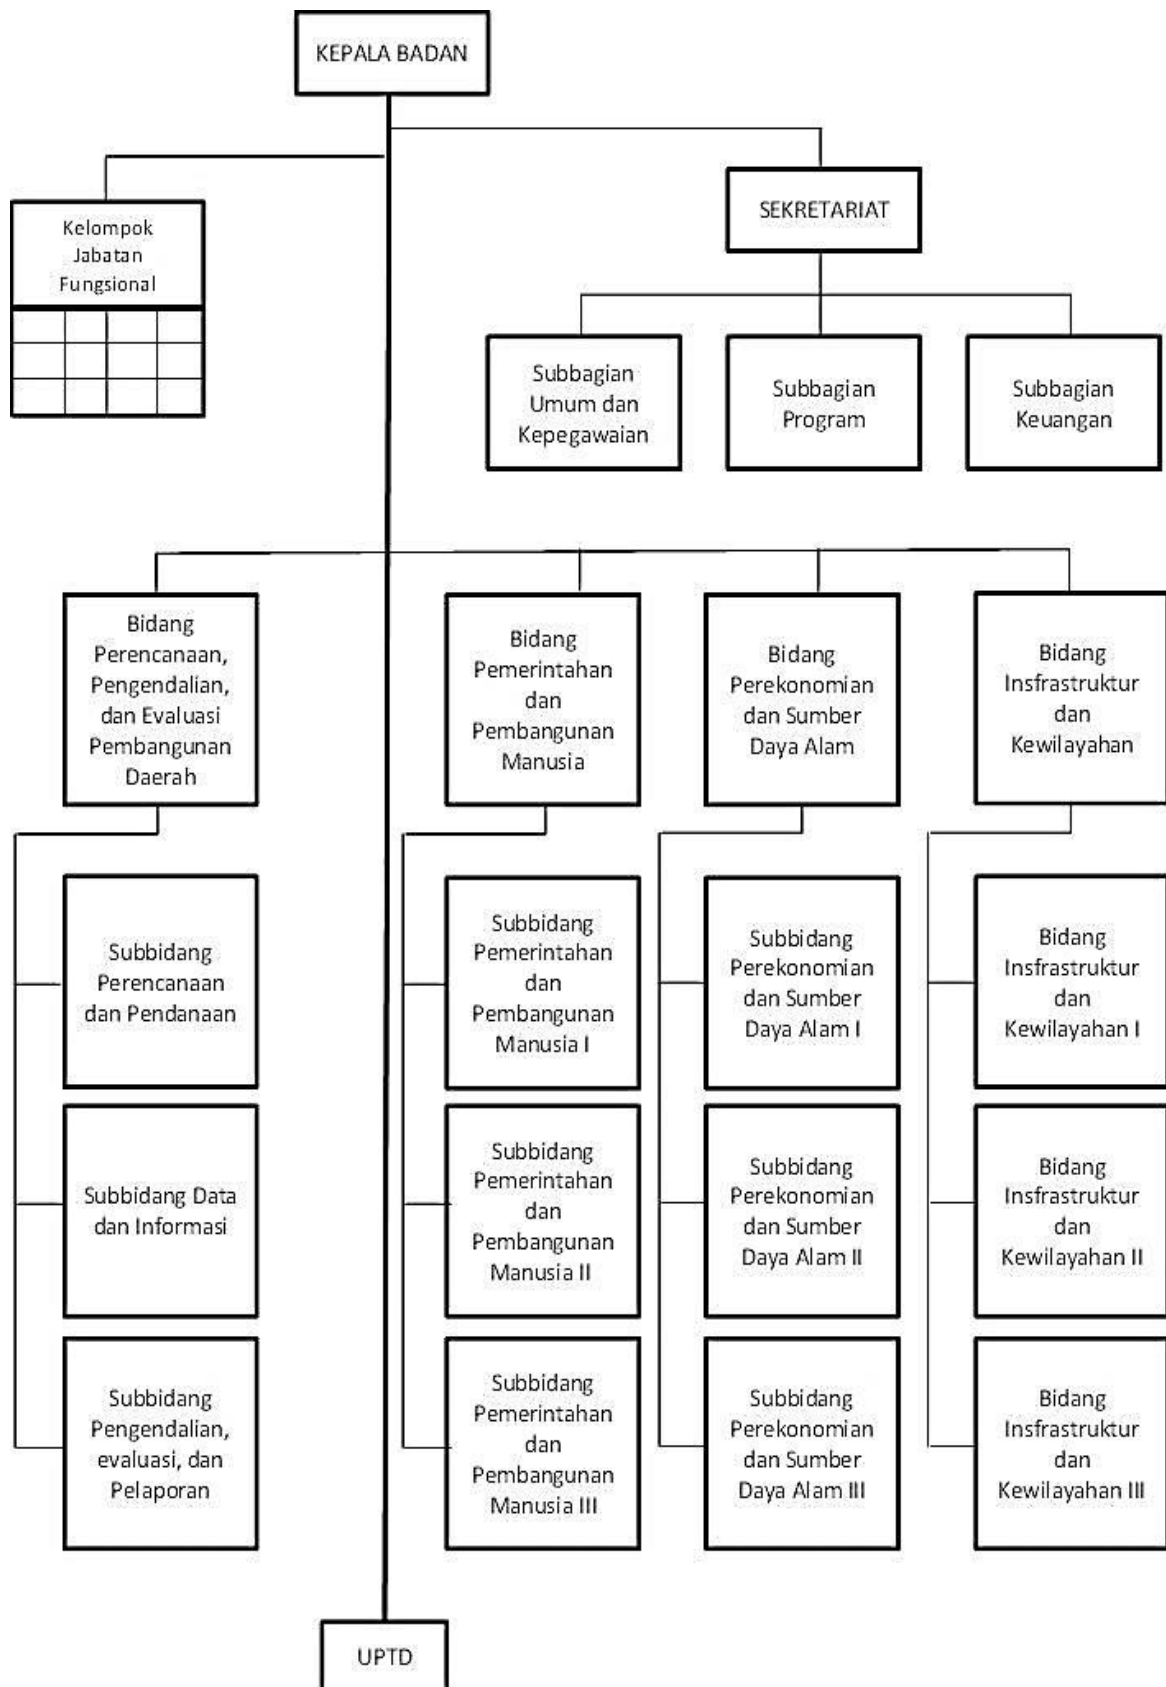 KEPALA BADAN
SEKRETARIAT
Kelompok
Jabatan
Fungsional
Subbagian
Umum dan
Kepegawaian
Subbagian
Program
Subbagian
Keuangan
Bidang
Perencanaan,
Pengendalian,
dan Evaluasi
Pembangunan
Daerah
Bidang
Pemerintahan
dan
Pembangunan
Manusia
Bidang
Perekonomian
dan Sumber
Daya Alam
Bidang
Insfrastruktur
dan
Kewilayahan
Subbidang
Perencanaan
dan Pendanaan
Subbidang
Pemerintahan
dan
Pembangunan
Manusia I
Subbidang
Perekonomian
dan Sumber
Daya Alam I
Bidang
Insfrastruktur
dan
Kewilayahan I
Subbidang Data
dan Informasi
Subbidang
Pemerintahan
dan
Pembangunan
Manusia II
Subbidang
Perekonomian
dan Sumber
Daya Alam II
Bidang
Insfrastruktur
dan
Kewilayahan II
Subbidang
Pengendalian,
evaluasi, dan
Pelaporan
Subbidang
Pemerintahan
dan
Pembangunan
Manusia III
Subbidang
Perekonomian
dan Sumber
Daya Alam III
Bidang
Insfrastruktur
dan
Kewilayahan III
UPTD